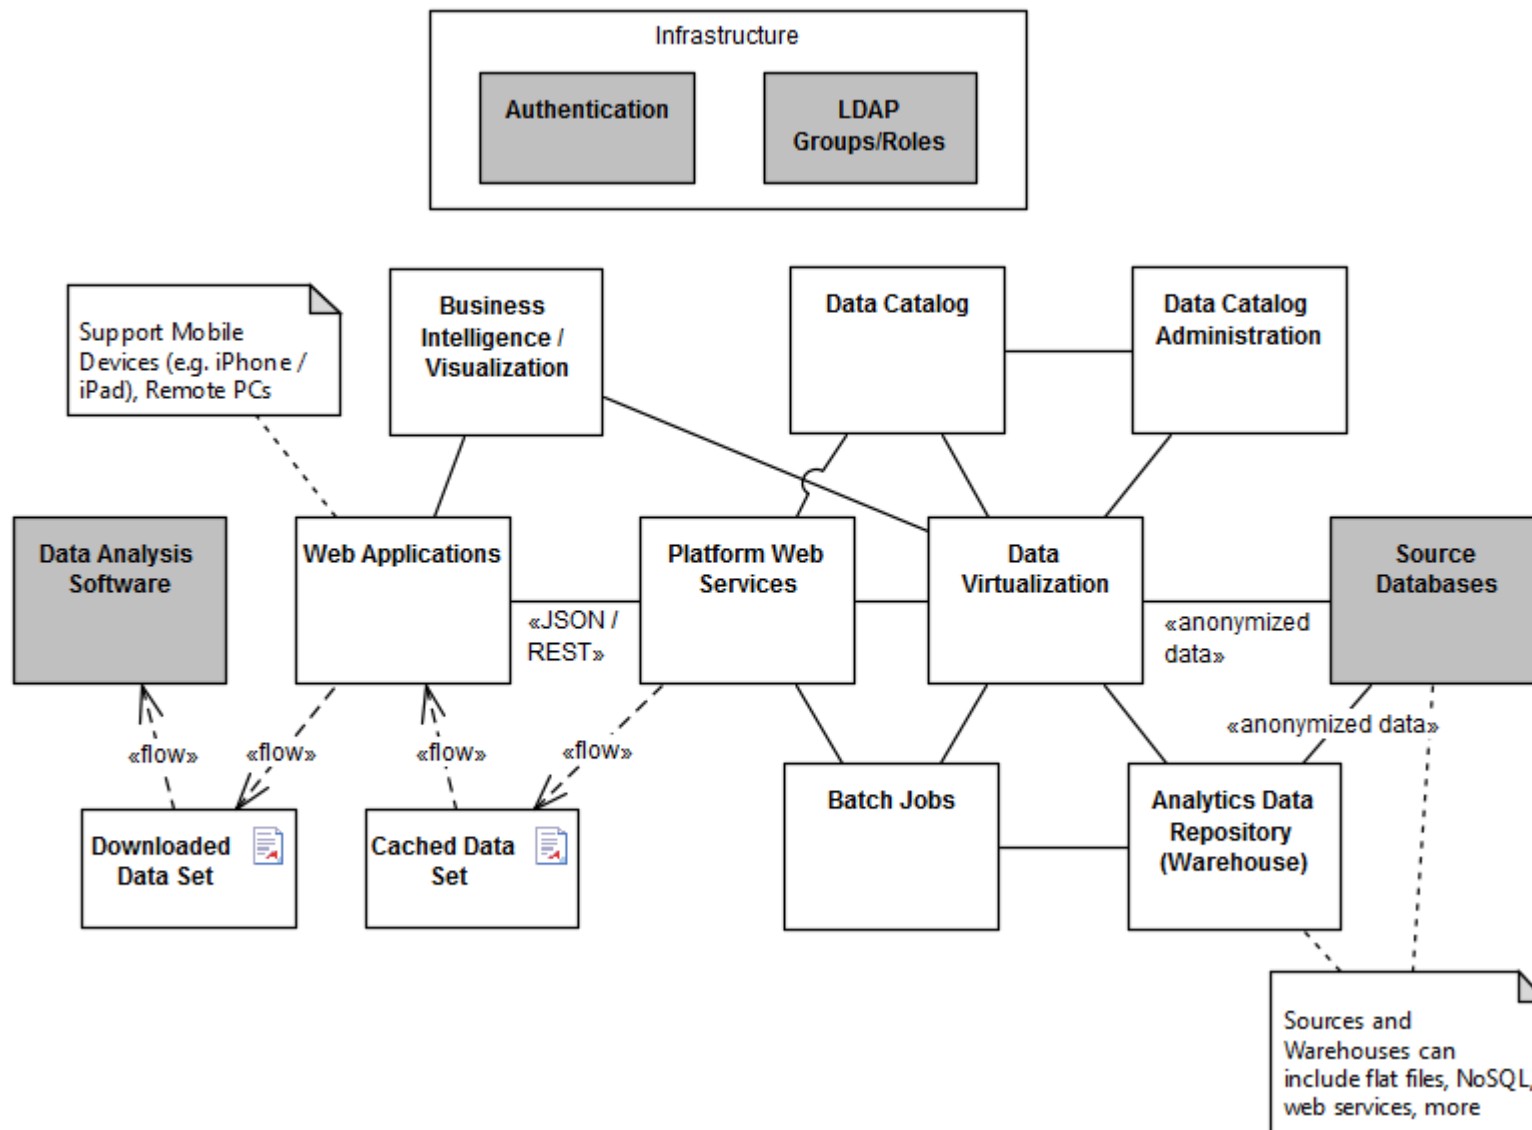 Infrastructure
Authentication
LDAP
Groups/Roles
Support Mobile
Devices (e.g. iPhone /
iPad), Remote PCs
Business
Intelligence /
Visualization
Data Catalog
Data Catalog
Administration
Data Analysis
Software
Web Applications
«JSON /
REST»
Platform Web
Services
Data
Virtualization
«anonymized
data»
Source
Databases
«flow»
«flow»
«flow»
«flow»
«anonymized data»
Downloaded
Data Set
Cached Data
Set
Batch Jobs
Analytics Data
Repository
(Warehouse)
Sources and
Warehouses can
include flat files, NoSQL,
web services, more